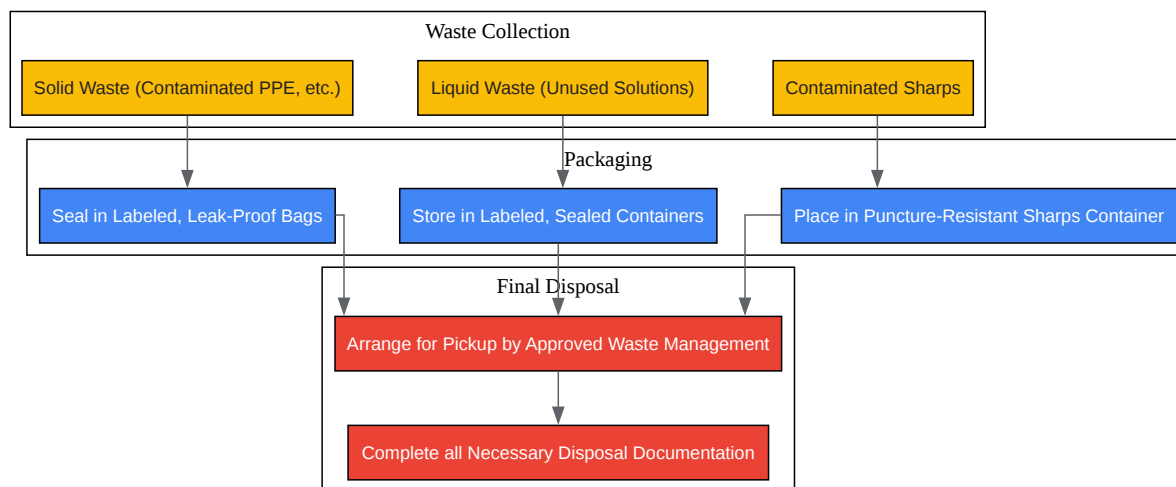 Waste Collection
Solid Waste (Contaminated PPE, etc.)
Liquid Waste (Unused Solutions)
Contaminated Sharps
Packaging
Seal in Labeled, Leak-Proof Bags
Store in Labeled, Sealed Containers
Place in Puncture-Resistant Sharps Container
Final Disposal
Arrange for Pickup by Approved Waste Management
Complete all Necessary Disposal Documentation